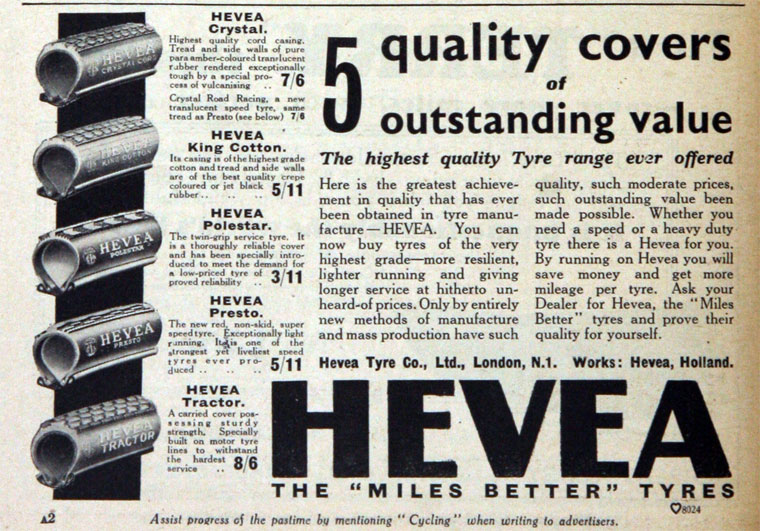 HEVEA
Crystal.
Highest quality cord casing.
Tread and side walls of pure
para amber-coloured translucent
rubber rendered exceptionally
tough by a special pro-
cess of vulcanising .. 7/6
Crystal Road Racing, a new
translucent speed tyre, same
tread as Presto (see below) 7/6
HEVEA
King Cotton.
Its casing is of the highest grade
cotton and tread and side walls
are of the best quality crepe
coloured or jet black
rubber .. .. .. 5/11
HEVEA
Polestar.
The twin-grip service tyre. It
is a thoroughly reliable cover
and has been specially intro-
duced to meet the demand for
a low-priced tyre of
proved reliability .. 3/11
HEVEA
Presto.
The new red, non-skid, super
speed tyre. Exceptionally light
running. It is one of the
strongest yet liveliest speed
tyres ever pro-
duced .. .. .. 5/11
HEVEA
Tractor.
A carried cover pos-
sessing sturdy
strength. Specially
built on motor tyre
lines to withstand
the hardest
service .. 8/6
HEVEA
CRYSTAL CORD
HEVEA
KING COTTON
HEVEA
POLESTAR
HEVEA
PRESTO
HEVEA
TRACTOR
5 quality covers
of
outstanding value
The highest quality Tyre range ever offered
Here is the greatest achieve-
ment in quality that has ever
been obtained in tyre manu-
facture — HEVEA. You can
now buy tyres of the very
highest grade—more resilient,
lighter running and giving
longer service at hitherto un-
heard-of prices. Only by entirely
new methods of manufacture
and mass production have such
quality, such moderate prices,
such outstanding value been
made possible. Whether you
need a speed or a heavy duty
tyre there is a Hevea for you.
By running on Hevea you will
save money and get more
mileage per tyre. Ask your
Dealer for Hevea, the "Miles
Better" tyres and prove their
quality for yourself.
Hevea Tyre Co., Ltd., London, N.1. Works: Hevea, Holland.
HEVEA
THE "MILES BETTER" TYRES
8024
A2
Assist progress of the pastime by mentioning "Cycling" when writing to advertisers.